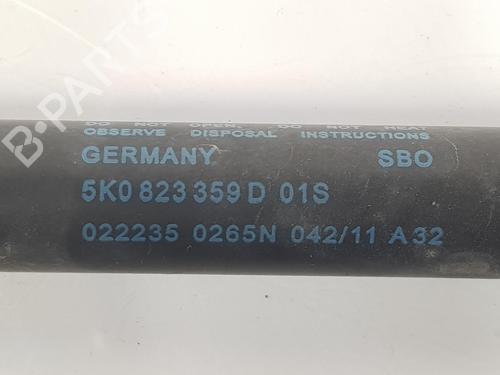 B-PARTS
DO NOT OPEN. DO NOT HEAT
OBSERVE DISPOSAL INSTRUCTIONS
GERMANY SBO
5K0 823 359 D 01S
022235 0265N 042/11 A 32